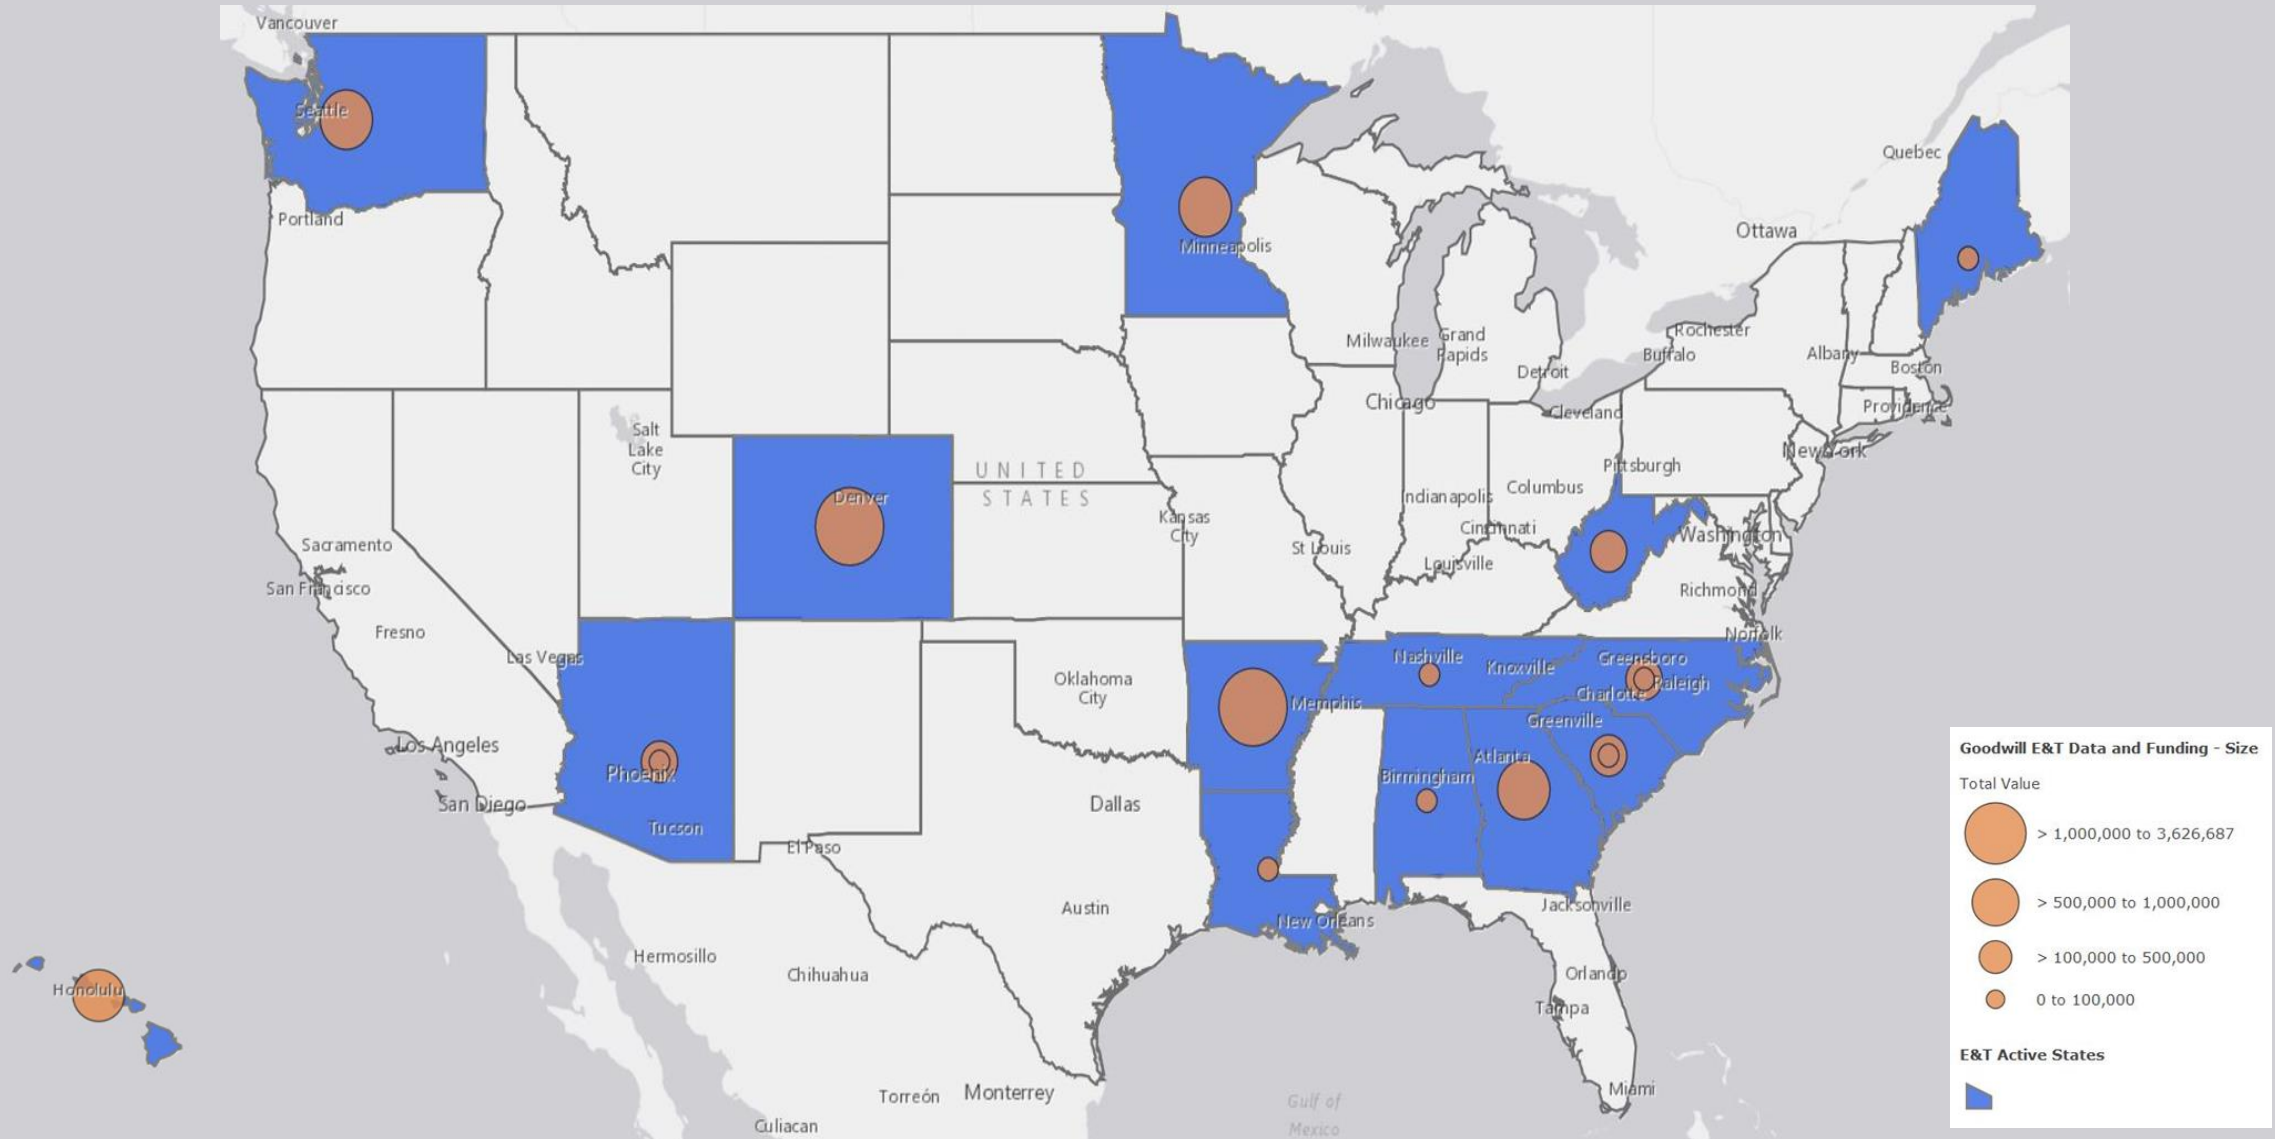 Vancouver
Seattle
Portland
Minneapolis
Quebec
Ottawa
Rochester
Buffalo
Albany
Boston
Providence
Milwaukee
Grand
Rapids
Detroit
Chicago
Cleveland
New York
Pittsburgh
Salt
Lake
City
Denver
UNITED
STATES
Kansas
City
Indianapolis
Columbus
Cincinnati
St Louis
Louisville
Washington
Richmond
Norfolk
Sacramento
San Francisco
Fresno
Las Vegas
Los Angeles
San Diego
Phoenix
Tucson
El Paso
Oklahoma
City
Memphis
Nashville
Knoxville
Greensboro
Raleigh
Charlotte
Greenville
Atlanta
Birmingham
Dallas
Austin
New Orleans
Jacksonville
Orlando
Tampa
Miami
Hermosillo
Chihuahua
Torreón
Monterrey
Culiacan
Gulf of
Mexico
Honolulu
Goodwill E&T Data and Funding - Size
Total Value
> 1,000,000 to 3,626,687
> 500,000 to 1,000,000
> 100,000 to 500,000
0 to 100,000
E&T Active States